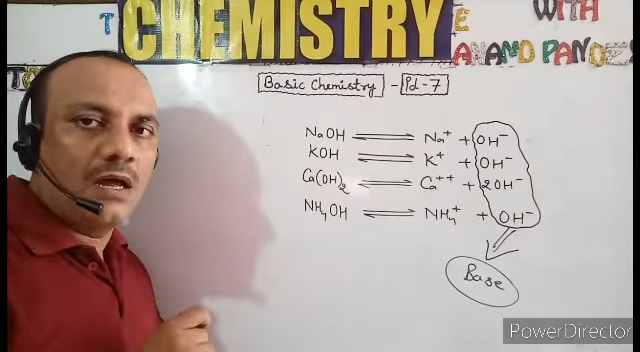 CHEMISTRY WITH
ANAND PANDE
Basic Chemistry - Pd-7
NaOH ⇌ Na⁺ + OH⁻
KOH ⇌ K⁺ + OH⁻
Ca(OH)₂ ⇌ Ca⁺⁺ + 2OH⁻
NH₄OH ⇌ NH₄⁺ + OH⁻
Base
PowerDirector